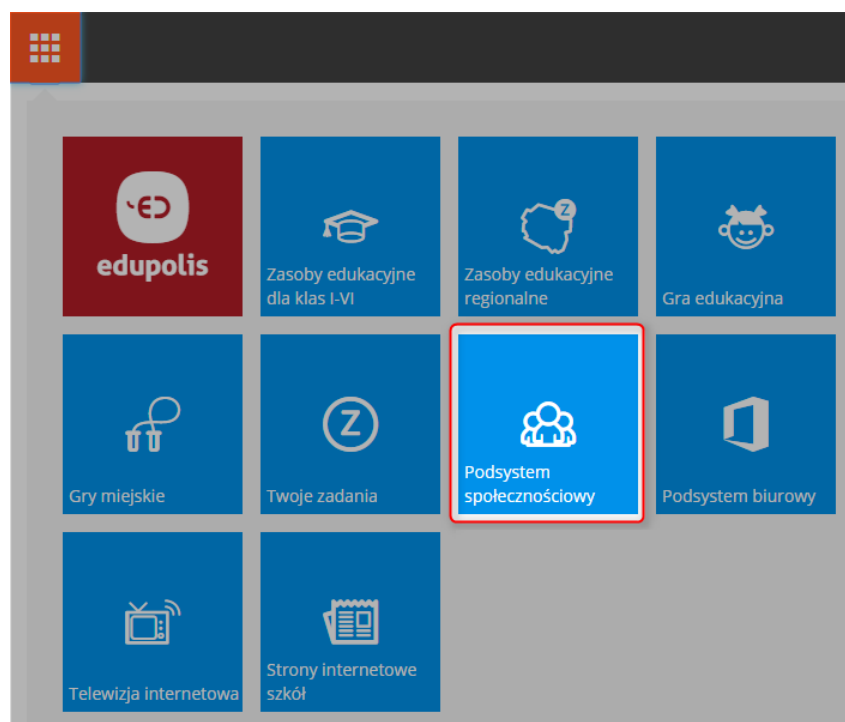 edupolis
Zasoby edukacyjne
dla klas I-VI
Zasoby edukacyjne
regionalne
Gra edukacyjna
Gry miejskie
Twoje zadania
Podsystem
społecznościowy
Podsystem biurowy
Telewizja internetowa
Strony internetowe
szkół